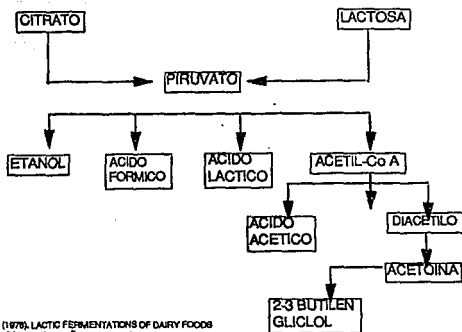 CITRATO
LACTOSA
PIRUVATO
ETANOL
ACIDO
FORMICO
ACIDO
LACTICO
ACETIL-Co A
ACIDO
ACETICO
DIACETILO
ACETOINA
2-3 BUTILEN
GLICLOL
(1976). LACTIC FERMENTATIONS OF DAIRY FOODS